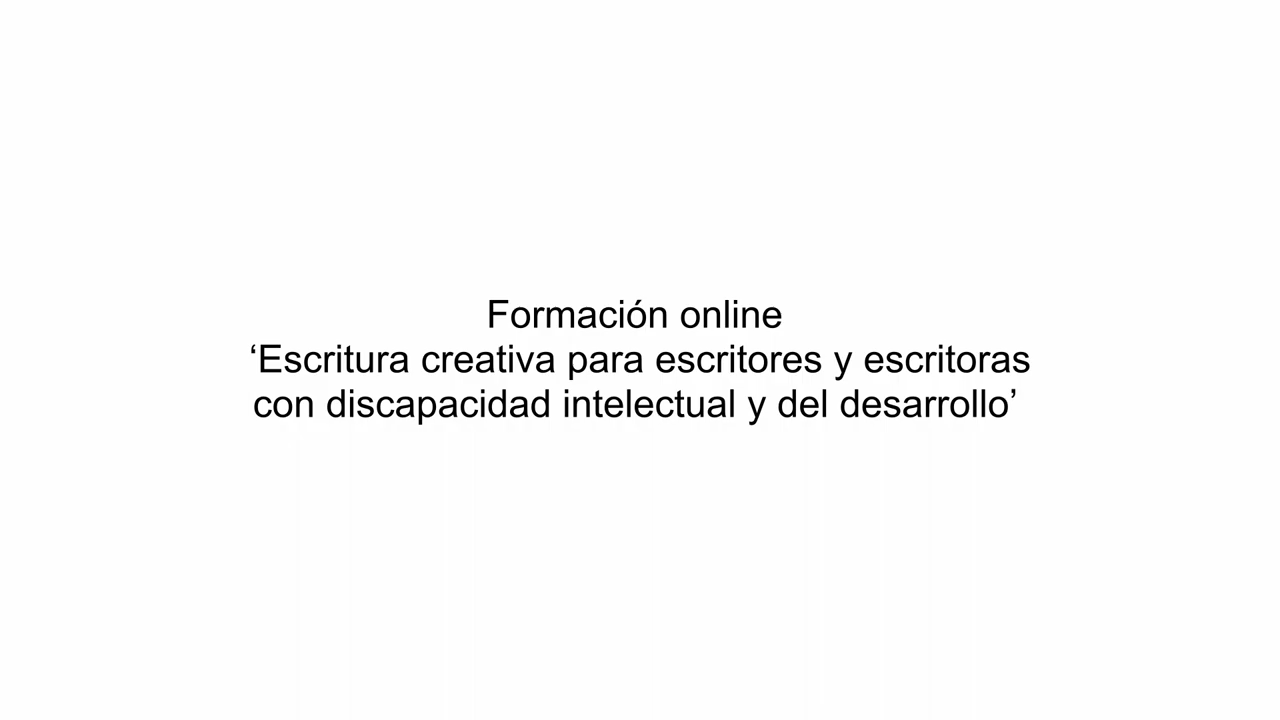 Formación online
‘Escritura creativa para escritores y escritoras
con discapacidad intelectual y del desarrollo’